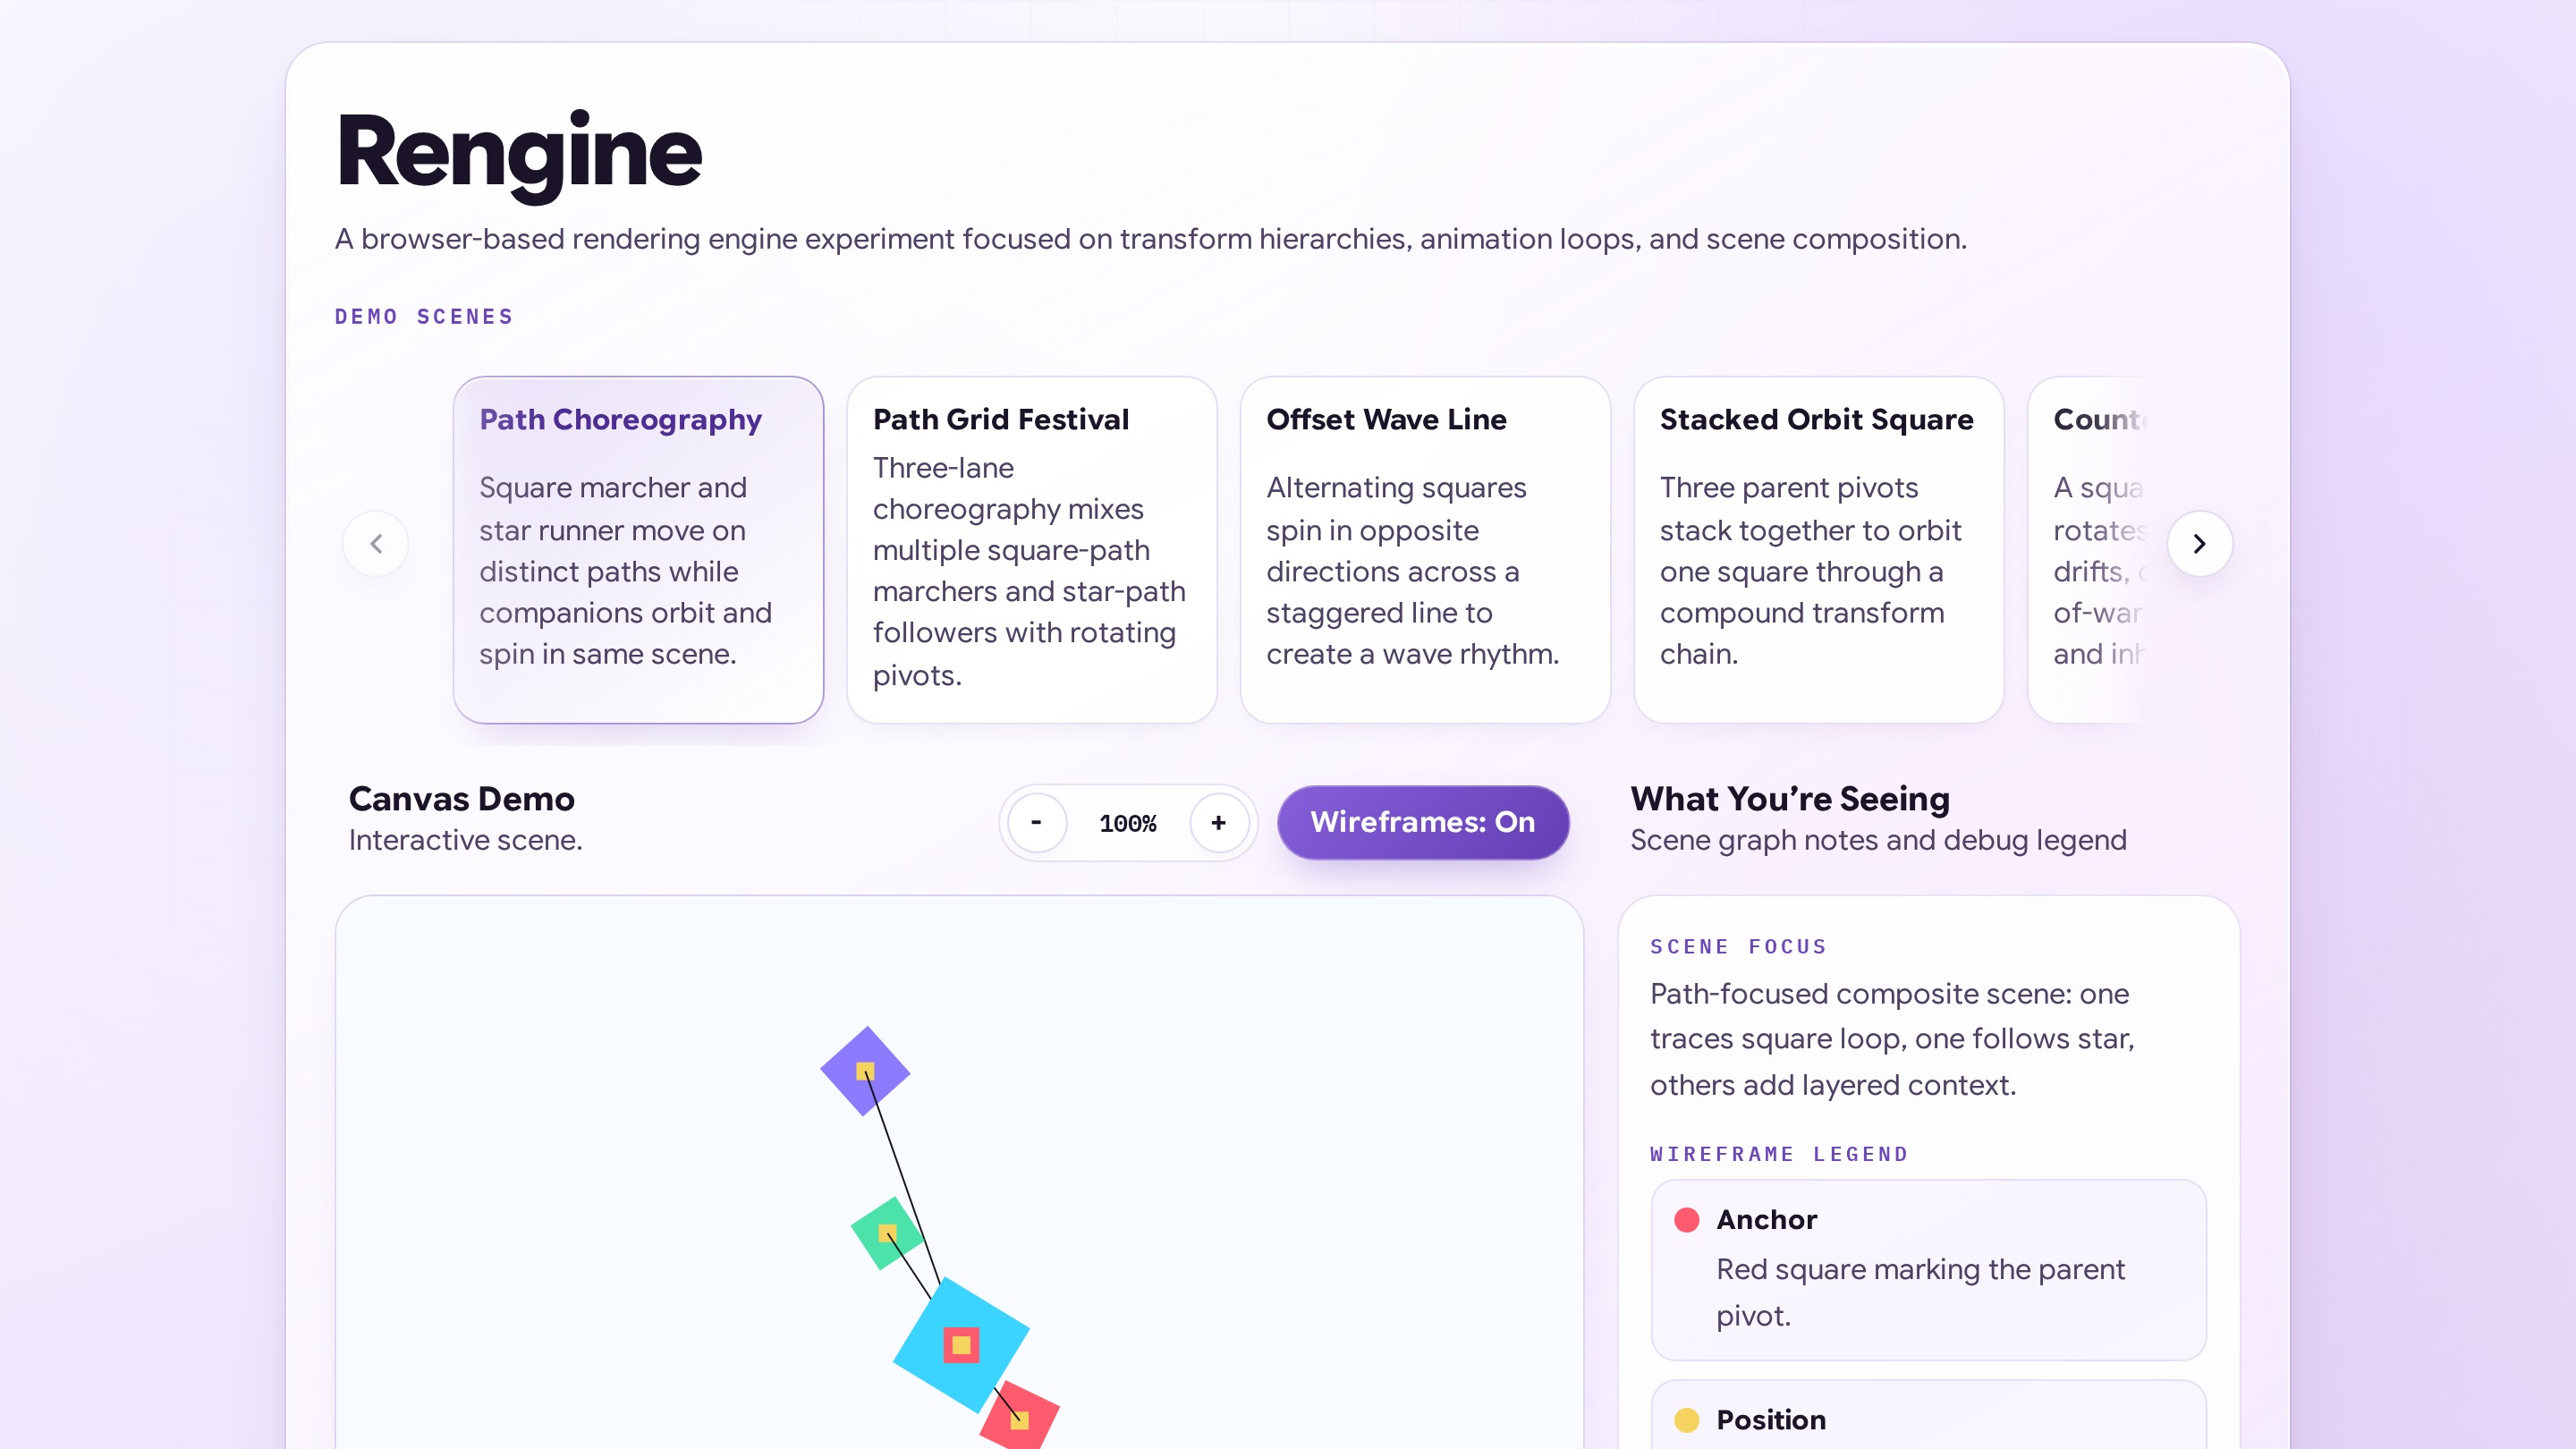 Rengine
A browser-based rendering engine experiment focused on transform hierarchies, animation loops, and scene composition.
DEMO SCENES
Path Choreography
Square marcher and
star runner move on
distinct paths while
companions orbit and
spin in same scene.
Path Grid Festival
Three-lane
choreography mixes
multiple square-path
marchers and star-path
followers with rotating
pivots.
Offset Wave Line
Alternating squares
spin in opposite
directions across a
staggered line to
create a wave rhythm.
Stacked Orbit Square
Three parent pivots
stack together to orbit
one square through a
compound transform
chain.
A
rotates
drifts,
of-war
and
Canvas Demo
Interactive scene.
- 100% +
Wireframes: On
What You’re Seeing
Scene graph notes and debug legend
SCENE FOCUS
Path-focused composite scene: one
traces square loop, one follows star,
others add layered context.
WIREFRAME LEGEND
Anchor
Red square marking the parent
pivot.
Position